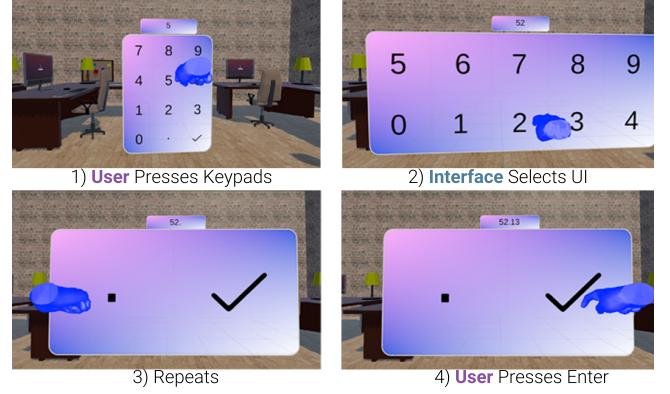 5
7 8 9
4 5
1 2 3
0 .
1) User Presses Keypads
52
5 6 7 8 9
0 1 2 3 4
2) Interface Selects UI
52.
.
3) Repeats
52.13
.
4) User Presses Enter